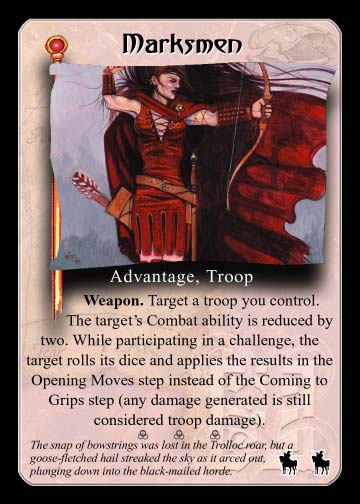 Marksmen
Advantage, Troop
Weapon. Target a troop you control.
The target's Combat ability is reduced by
two. While participating in a challenge, the
target rolls its dice and applies the results in the
Opening Moves step instead of the Coming to
Grips step (any damage generated is still
considered troop damage).
The snap of bowstrings was lost in the Trolloc roar, but a
goose-fletched hail streaked the sky as it arced out,
plunging down into the black-mailed horde.